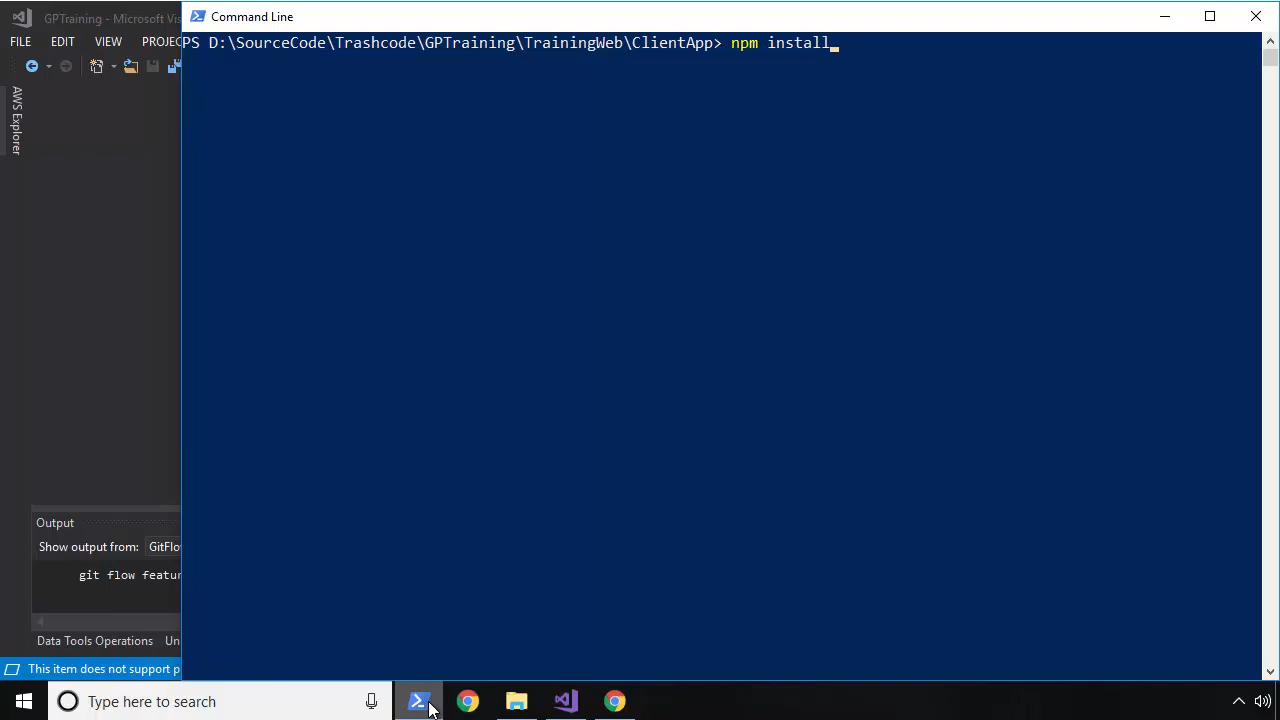 GPTraining - Microsoft Vis
Command Line
FILE EDIT VIEW PROJEC
PS D:\SourceCode\Trashcode\GPTraining\TrainingWeb\ClientApp> npm install
AWS Explorer
Output
Show output from: GitFlo
git flow featur
Data Tools Operations Un
This item does not support p
Type here to search